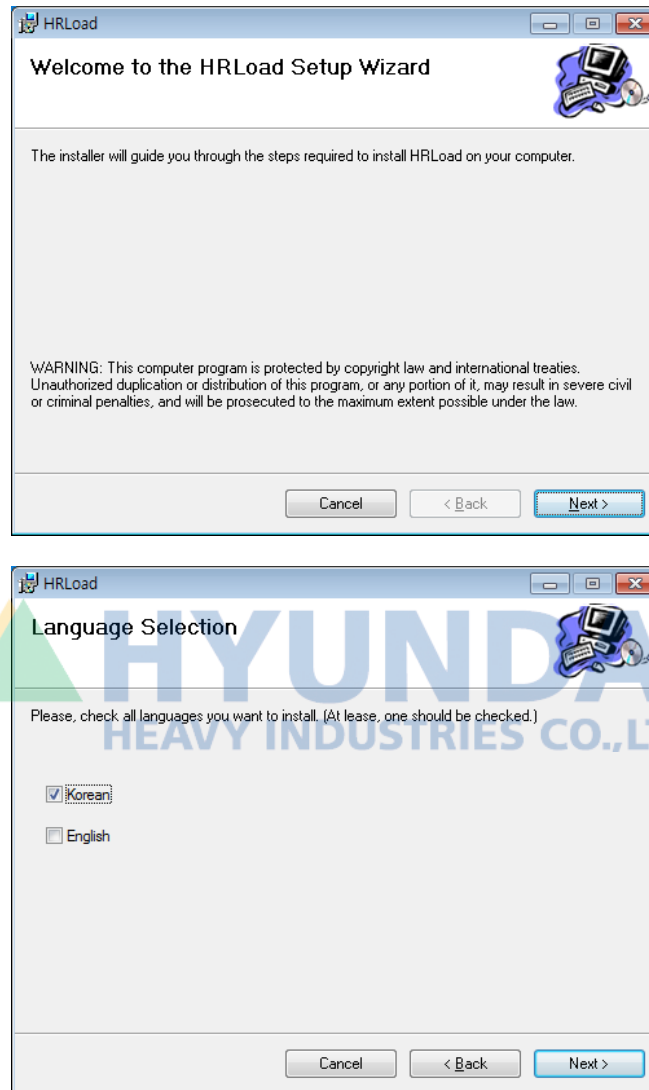 HRLoad
Welcome to the HRLoad Setup Wizard
The installer will guide you through the steps required to install HRLoad on your computer.
WARNING: This computer program is protected by copyright law and international treaties.
Unauthorized duplication or distribution of this program, or any portion of it, may result in severe civil
or criminal penalties, and will be prosecuted to the maximum extent possible under the law.
Cancel
< Back
Next >
HRLoad
Language Selection
HYUNDA
Please, check all languages you want to install. (At lease, one should be checked.)
HEAVY INDUSTRIES CO.,LT
Korean
English
Cancel
< Back
Next >